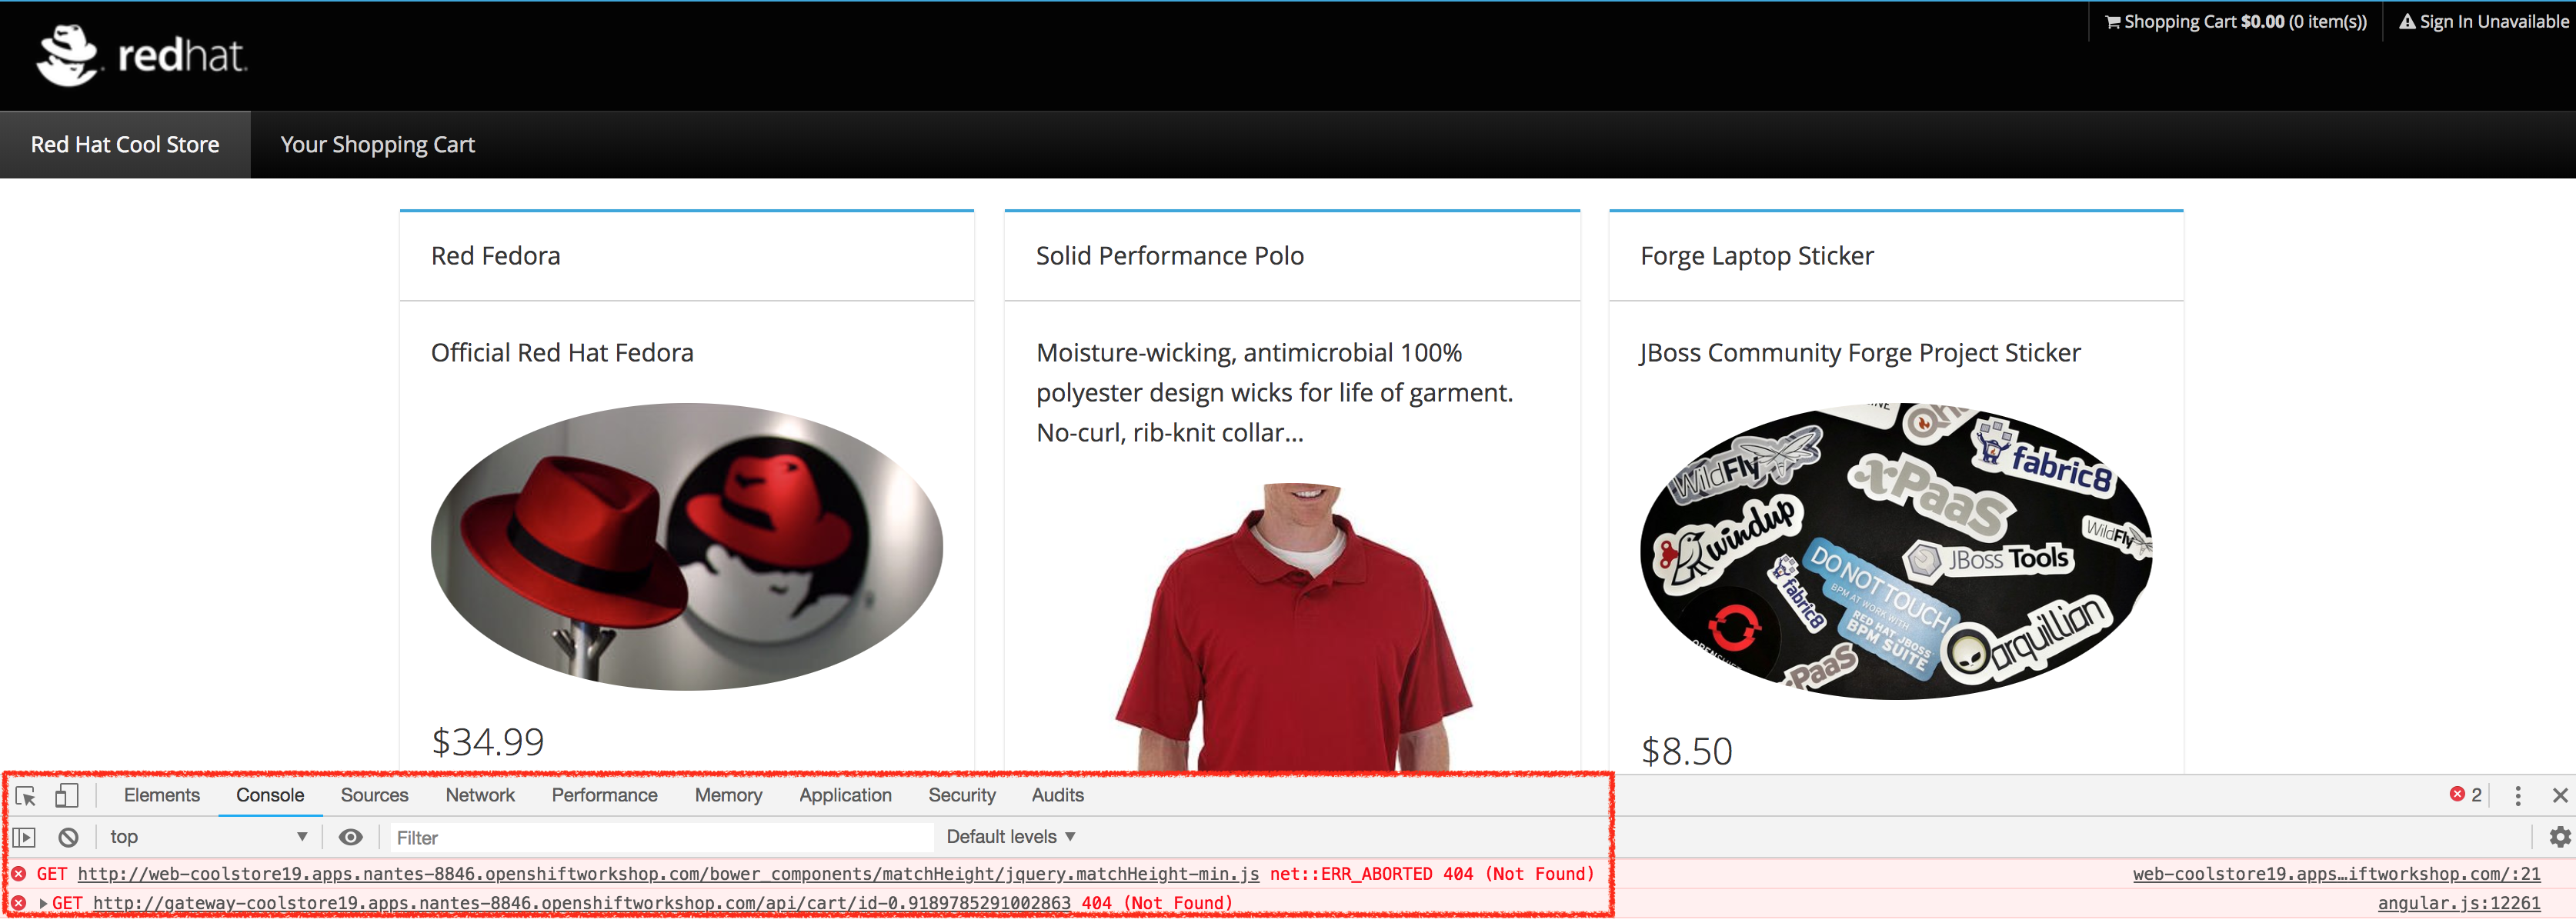 Shopping Cart $0.00 (0 item(s))
Sign In Unavailable
redhat.
Red Hat Cool Store
Your Shopping Cart
Red Fedora
Solid Performance Polo
Forge Laptop Sticker
Official Red Hat Fedora
Moisture-wicking, antimicrobial 100%
polyester design wicks for life of garment.
No-curl, rib-knit collar...
JBoss Community Forge Project Sticker
WildFly
fabric8
xPaaS
WildFly
windup
JBoss Tools
DO NOT TOUCH
BPM AT WORK WITH
RED HAT JBOSS
BPM SUITE
fabric8
arquillian
PaaS
$34.99
$8.50
Elements
Console
Sources
Network
Performance
Memory
Application
Security
Audits
2
top
Filter
Default levels
GET http://web-coolstore19.apps.nantes-8846.openshiftworkshop.com/bower_components/matchHeight/jquery.matchHeight-min.js net::ERR_ABORTED 404 (Not Found)
web-coolstore19.apps…iftworkshop.com/:21
GET http://gateway-coolstore19.apps.nantes-8846.openshiftworkshop.com/api/cart/id-0.9189785291002863 404 (Not Found)
angular.js:12261